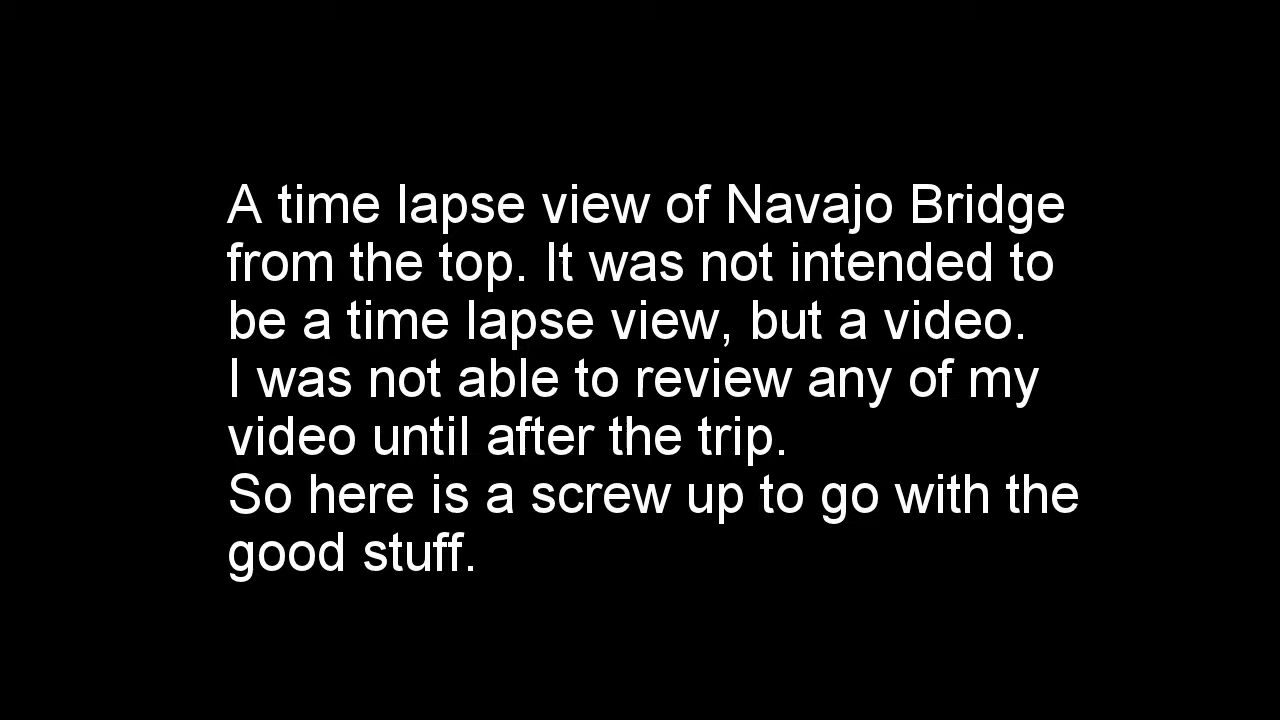 A time lapse view of Navajo Bridge
from the top. It was not intended to
be a time lapse view, but a video.
I was not able to review any of my
video until after the trip.
So here is a screw up to go with the
good stuff.